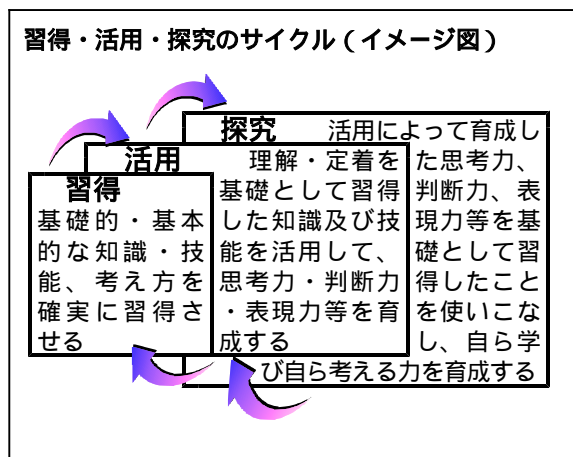 習得・活用・探究のサイクル（イメージ図）
習得
基礎的・基本
的な知識・技
能、考え方を
確実に習得さ
せる
活用
理解・定着を
基礎として習得
した知識及び技
能を活用して、
思考力・判断力
・表現力等を育
成する
探究
活用によって育成し
た思考力、
判断力、表
現力等を基
礎として習
得したこと
を使いこな
し、自ら学
び自ら考える力を育成する